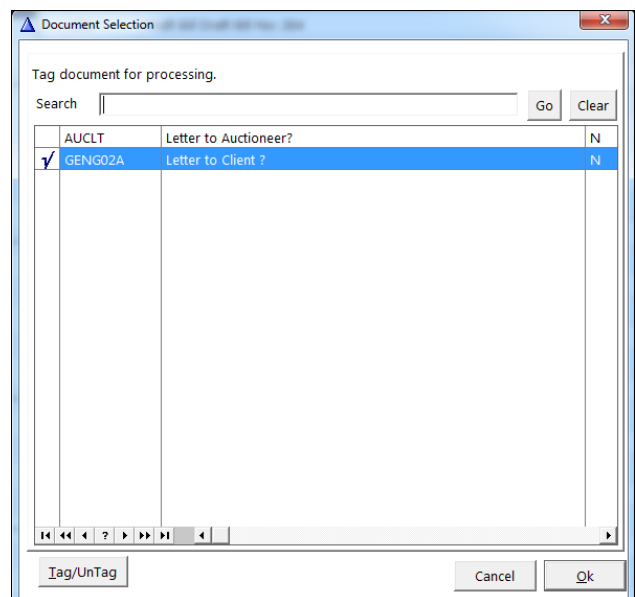 Document Selection
Tag document for processing.
Search Go Clear
AUCLT Letter to Auctioneer? N
√ GENG02A Letter to Client ? N
?
Tag/UnTag Cancel Ok